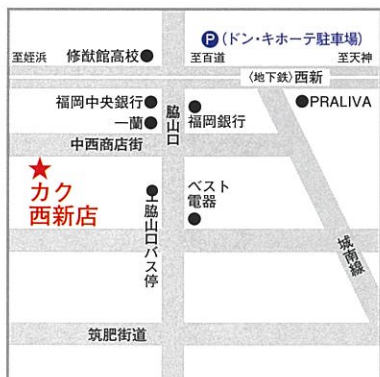 P (ドン・キホーテ駐車場)
至姪浜
修猷館高校
至百道
至天神
〈地下鉄〉西新
福岡中央銀行
一蘭
脇山口
福岡銀行
PRALIVA
中西商店街
カク
西新店
脇山口バス停
ベスト
電器
城南線
筑肥街道